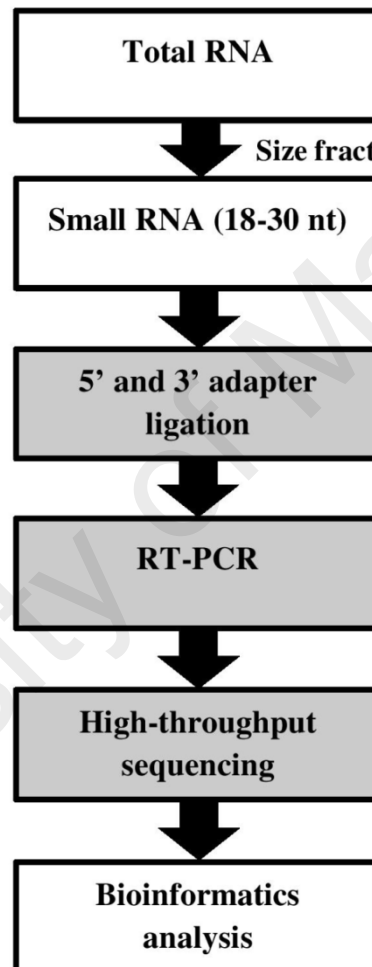 Total RNA
Size fract
Small RNA (18-30 nt)
5’ and 3’ adapter
ligation
RT-PCR
High-throughput
sequencing
Bioinformatics
analysis